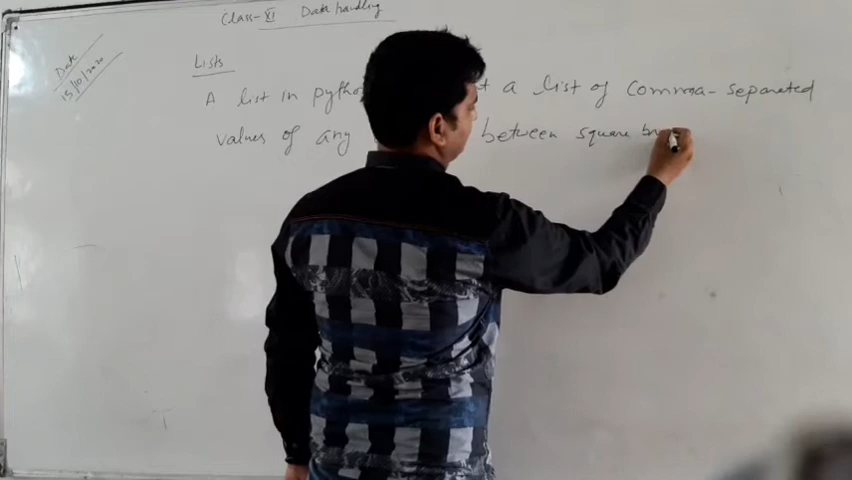 Class-XI Data handling
Date
15/10/2020
Lists
A list in pytho t a list of Comma-separated
values of any between square br